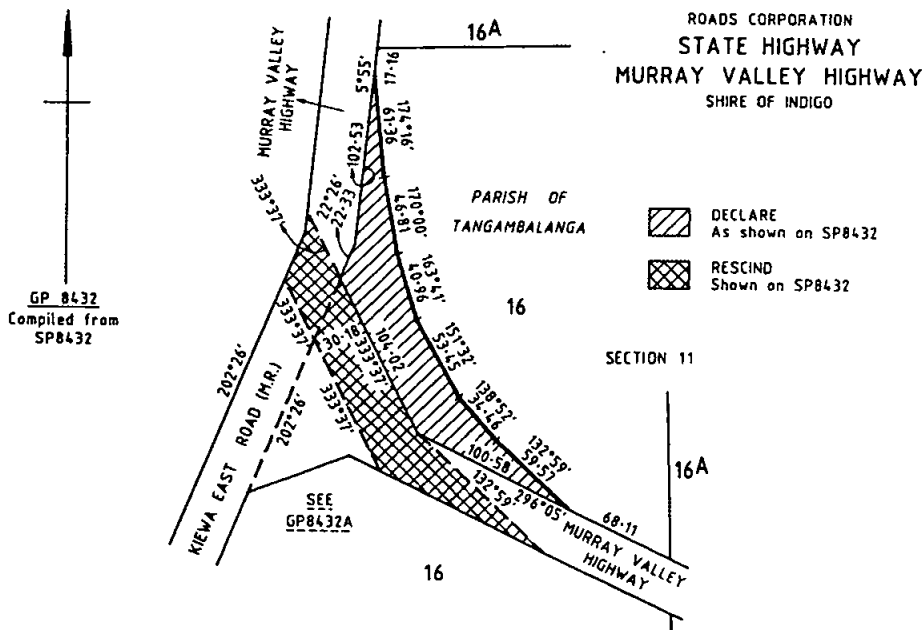 ROADS CORPORATION
STATE HIGHWAY
MURRAY VALLEY HIGHWAY
SHIRE OF INDIGO
16A
MURRAY VALLEY
HIGHWAY
5°55'
17·16
102·53
174°16'
61·36
333°37'
22°26'
22·33
170°00'
46·81
PARISH OF
TANGAMBALANGA
DECLARE
As shown on SP8432
RESCIND
Shown on SP8432
163°41'
40·96
GP 8432
Compiled from
SP8432
16
333°37'
30·18
104·02
333°37'
151°32'
53·45
SECTION 11
202°26'
KIEWA EAST ROAD (M.R.)
202°26'
333°37'
138°52'
34·46
132°59'
59·57
100·58
16A
132°59'
296°05'
68·11
SEE
GP8432A
MURRAY VALLEY
HIGHWAY
16